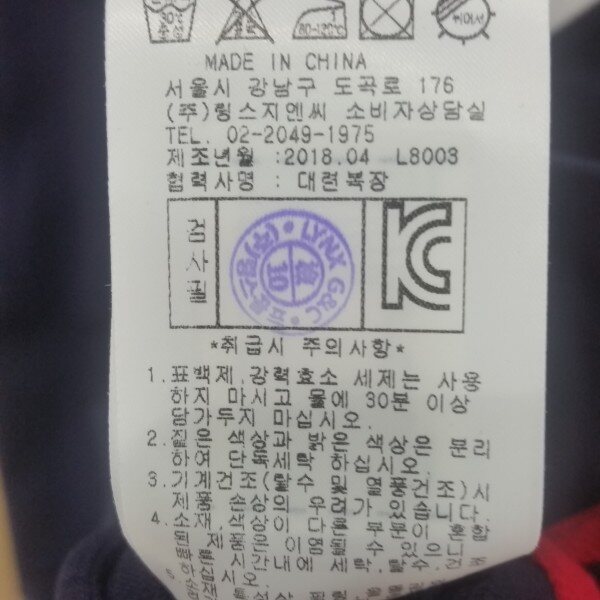 80-120℃
뉘어서
MADE IN CHINA
서울시 강남구 도곡로 176
(주)링스지엔씨 소비자상담실
TEL. 02-2049-1975
제조년월 :2018.04 L8003
협력사명 : 대련복장
검사필
LYNX G&C
KC
*취급시 주의사항*
1.표백제,강력효소 세제는 사용
하지 마시고 물에 30분 이상
담가두지 마십시오.
2.짙은 색상과 밝은 색상은 분리
하여 단독세탁 하십시오.
3.기계건조(탈수 및 열풍건조)시
제품 손상의 우려가 있습니다.
4.소재,색상이 다른 부분이 혼합
된 제품은 이염될 수 있으니
빠른 시간내에 세탁,탈수,건조
하십시오.
5.